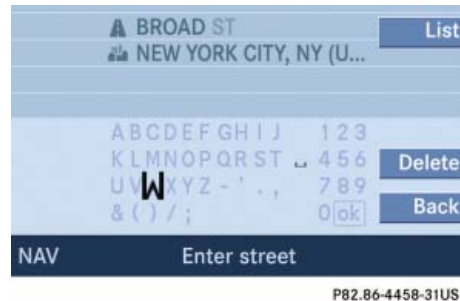 BROAD ST
List
NEW YORK CITY, NY (U...
ABCDEFGHIJ 123
KLMNOPQRST ␣ 456
Delete
UVWXYZ-'., 789
&()/; 0 ok
Back
NAV Enter street
P82.86-4458-31US